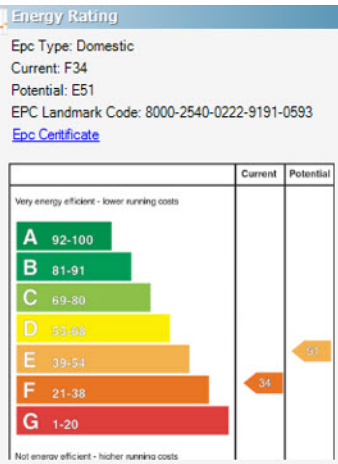 Energy Rating
Epc Type: Domestic
Current: F34
Potential: E51
EPC Landmark Code: 8000-2540-0222-9191-0593
Epc Certificate
Current Potential
Very energy efficient - lower running costs
A 92-100
B 81-91
C 69-80
D 55-68
E 39-54
51
F 21-38
34
G 1-20
Not energy efficient - higher running costs